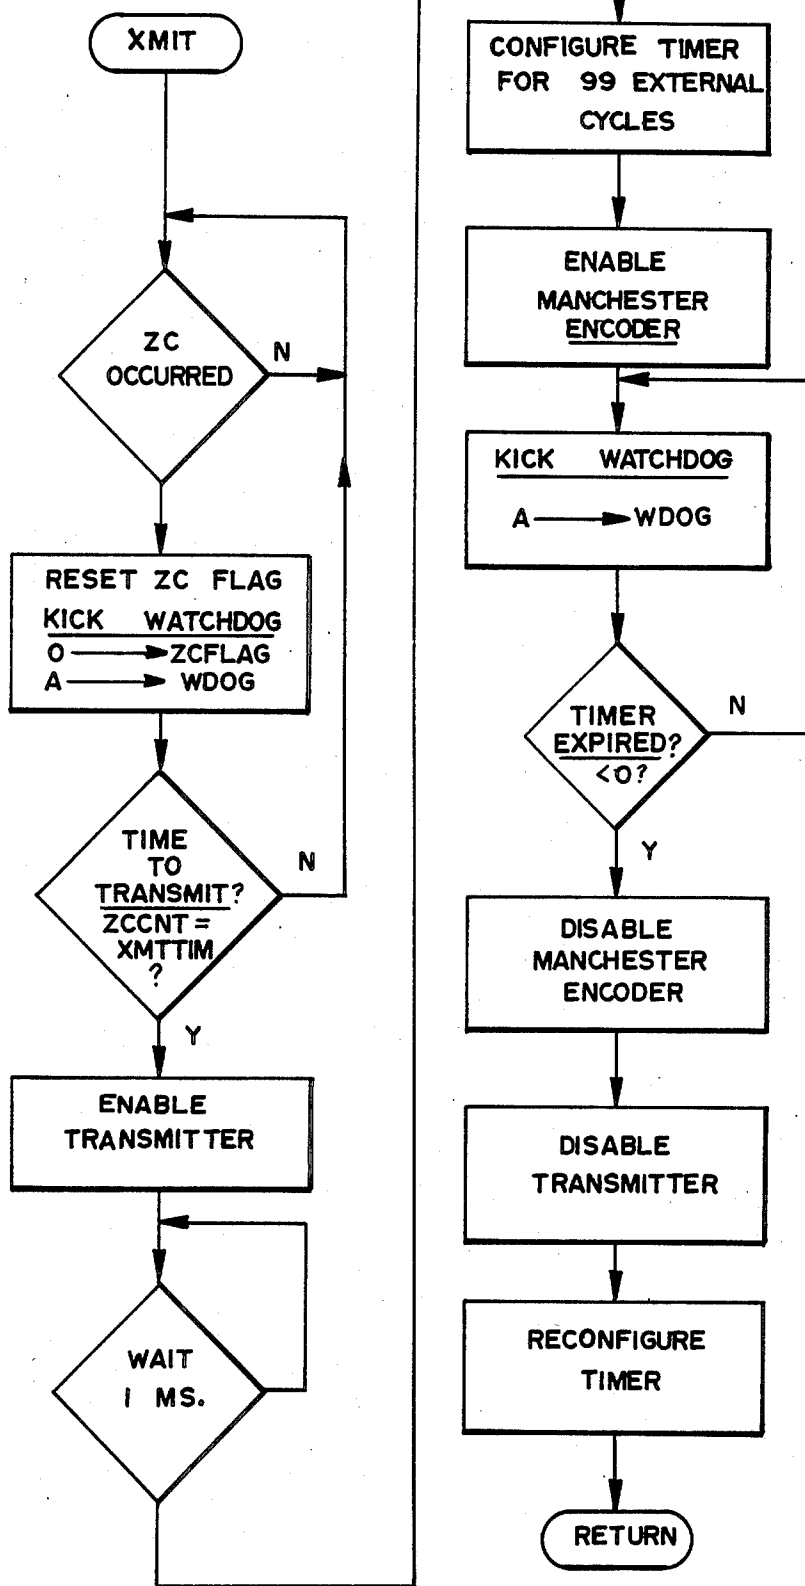 XMIT
ZC
OCCURRED
N
RESET ZC FLAG
KICK WATCHDOG
O ZCFLAG
A WDOG
TIME
TO
TRANSMIT?
ZCCNT =
XMTTIM
?
N
Y
ENABLE
TRANSMITTER
WAIT
1 MS.
CONFIGURE TIMER
FOR 99 EXTERNAL
CYCLES
ENABLE
MANCHESTER
ENCODER
KICK WATCHDOG
A WDOG
TIMER
EXPIRED?
<0?
N
Y
DISABLE
MANCHESTER
ENCODER
DISABLE
TRANSMITTER
RECONFIGURE
TIMER
RETURN